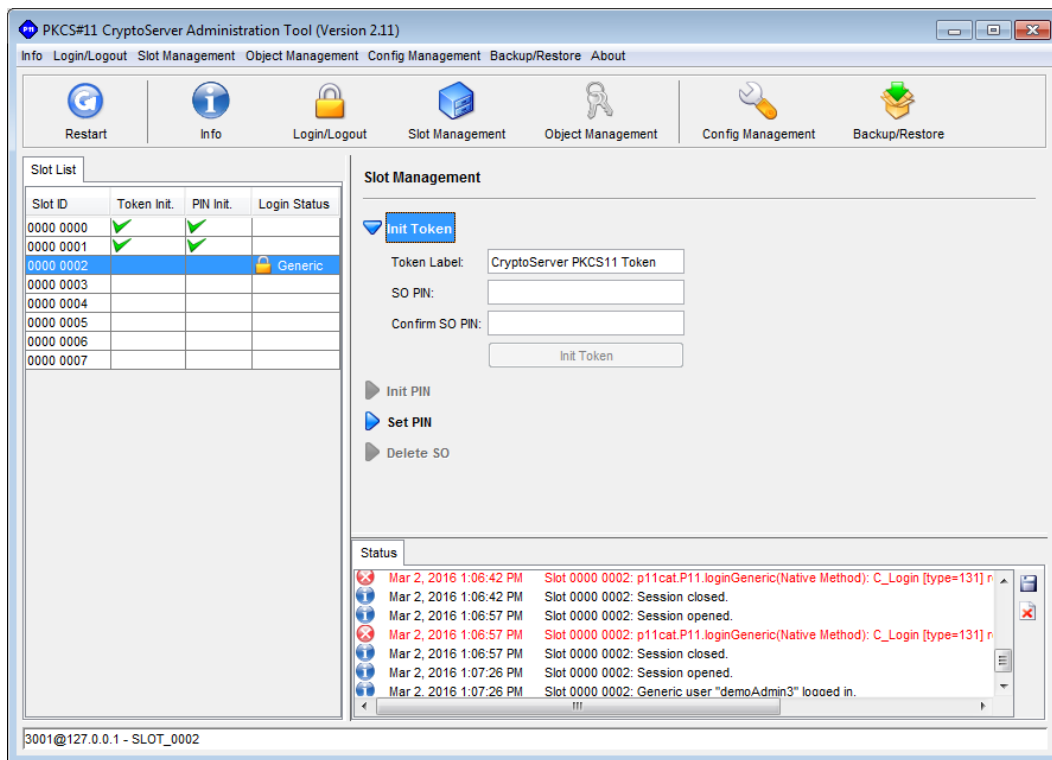 PKCS#11 CryptoServer Administration Tool (Version 2.11)
Info Login/Logout Slot Management Object Management Config Management Backup/Restore About
Restart Info Login/Logout Slot Management Object Management Config Management Backup/Restore
Slot List
Slot ID Token Init. PIN Init. Login Status
0000 0000
0000 0001
0000 0002 Generic
0000 0003
0000 0004
0000 0005
0000 0006
0000 0007
Slot Management
Init Token
Token Label: CryptoServer PKCS11 Token
SO PIN:
Confirm SO PIN:
Init Token
Init PIN
Set PIN
Delete SO
Status
Mar 2, 2016 1:06:42 PM Slot 0000 0002: p11cat.P11.loginGeneric(Native Method): C_Login [type=131] r
Mar 2, 2016 1:06:42 PM Slot 0000 0002: Session closed.
Mar 2, 2016 1:06:57 PM Slot 0000 0002: Session opened.
Mar 2, 2016 1:06:57 PM Slot 0000 0002: p11cat.P11.loginGeneric(Native Method): C_Login [type=131] r
Mar 2, 2016 1:06:57 PM Slot 0000 0002: Session closed.
Mar 2, 2016 1:07:26 PM Slot 0000 0002: Session opened.
Mar 2, 2016 1:07:26 PM Slot 0000 0002: Generic user "demoAdmin3" logged in.
3001@127.0.0.1 - SLOT_0002